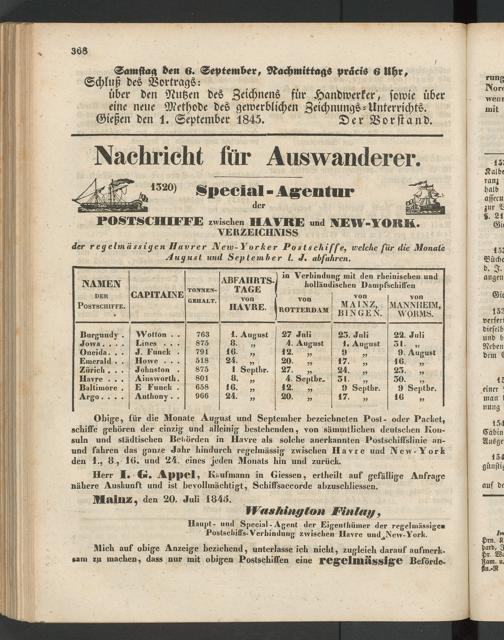 368
Samstag den 6. September, Nachmittags präcis 6 Uhr,
Schluß des Vortrags:
über den Nutzen des Zeichnens für Handwerker, sowie über
eine neue Methode des gewerblichen Zeichnungs=Unterrichts.
Gießen den 1. September 1845. Der Vorstand.
Nachricht für Auswanderer.
1320) Special-Agentur
der
POSTSCHIFFE zwischen HAVRE und NEW-YORK.
VERZEICHNISS
der regelmässigen Havrer New-Yorker Postschiffe, welche für die Monate
August und September l. J. abfahren.
NAMEN DER POSTSCHIFFE. CAPITAINE. TONNEN-GEHALT. ABFAHRTS-TAGE von HAVRE. in Verbindung mit den rheinischen und holländischen Dampfschiffen von ROTTERDAM von MAINZ, BINGEN. von MANNHEIM, WORMS.
Burgundy . Wotton . . 763 1. August 27 Juli 23. Juli 22. Juli
Jowa . . . . Lines . . . 875 8. „ 4. August 1. August 31. „
Oneida . . . J. Funck . 791 16. „ 12. „ 9 „ 9. August
Emerald . . Howe . . . 518 24. „ 20. „ 17. „ 16. „
Zürich . . . Johnston . 875 1 Septbr. 27. „ 24. „ 23. „
Havre . . . Ainsworth. 801 8. „ 4. Septbr. 31. „ 30. „
Baltimore . E Funck . 658 16. „ 12. „ 9 Septbr. 9 Septbr.
Argo . . . . Anthony . . 966 24. „ 20. „ 17. „ 16 „
Obige, für die Monate August und September bezeichneten Post- oder Packet,
schiffe gehören der einzig und alleinig bestehenden, von sämmtlichen deutschen Kon-
suln und städtischen Behörden in Havre als solche anerkannten Postschiffslinie an-
und fahren das ganze Jahr hindurch regelmässig zwischen Havre und New-York
den 1., 8., 16. und 24. eines jeden Monats hin und zurück.
Herr I. G. Appel, Kaufmann in Giessen, ertheilt auf gefällige Anfrage
nähere Auskunft und ist bevollmächtigt, Schiffsaccorde abzuschliessen.
Mainz, den 20. Juli 1845.
Washington Finlay,
Haupt- und Special-Agent der Eigenthümer der regelmässigen
Postschiffs-Verbindung zwischen Havre und New-York.
Mich auf obige Anzeige beziehend, unterlasse ich nicht, zugleich darauf aufmerk-
sam zu machen, dass nur mit obigen Postschiffen eine regelmässige Beförde-